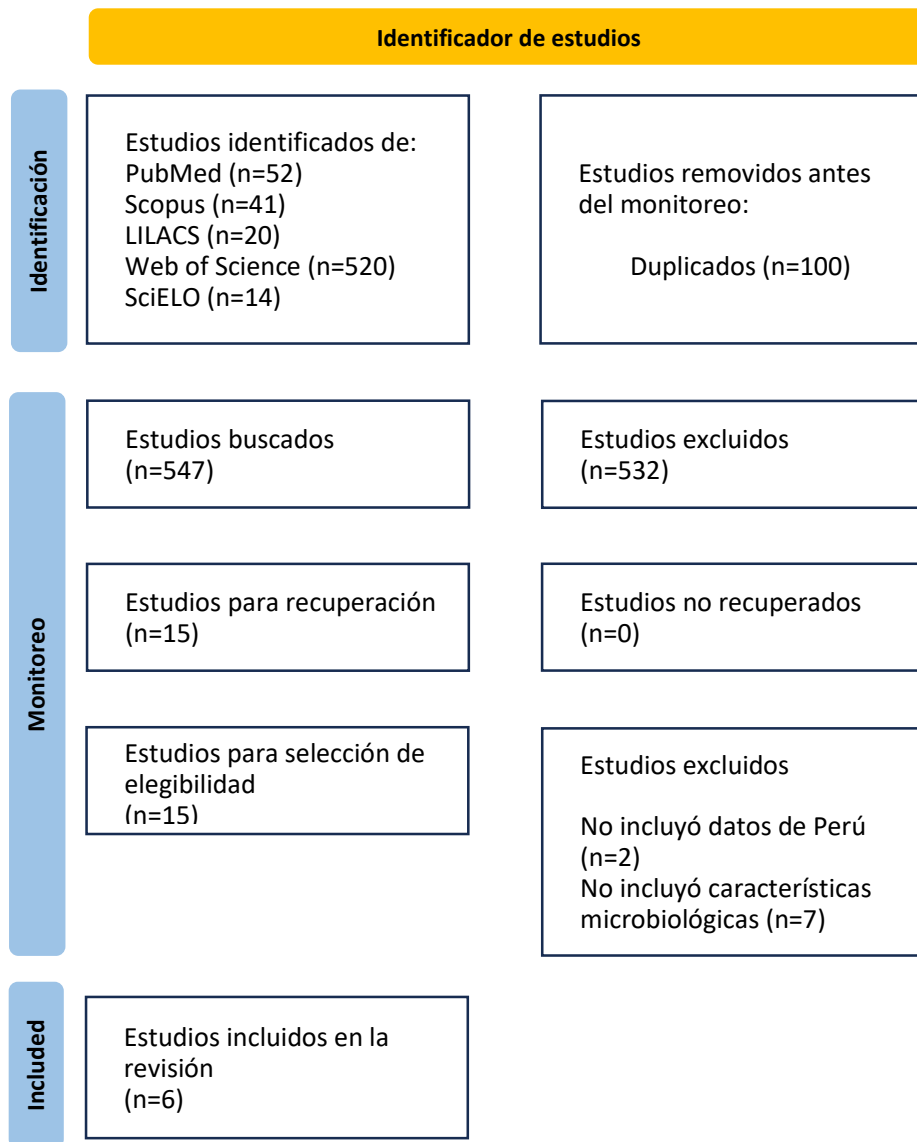 Identificador de estudios
Identificación
Estudios identificados de:
PubMed (n=52)
Scopus (n=41)
LILACS (n=20)
Web of Science (n=520)
SciELO (n=14)
Estudios removidos antes
del monitoreo:
Duplicados (n=100)
Monitoreo
Estudios buscados
(n=547)
Estudios excluidos
(n=532)
Estudios para recuperación
(n=15)
Estudios no recuperados
(n=0)
Estudios para selección de
elegibilidad
(n=15)
Estudios excluidos
No incluyó datos de Perú
(n=2)
No incluyó características
microbiológicas (n=7)
Included
Estudios incluidos en la
revisión
(n=6)